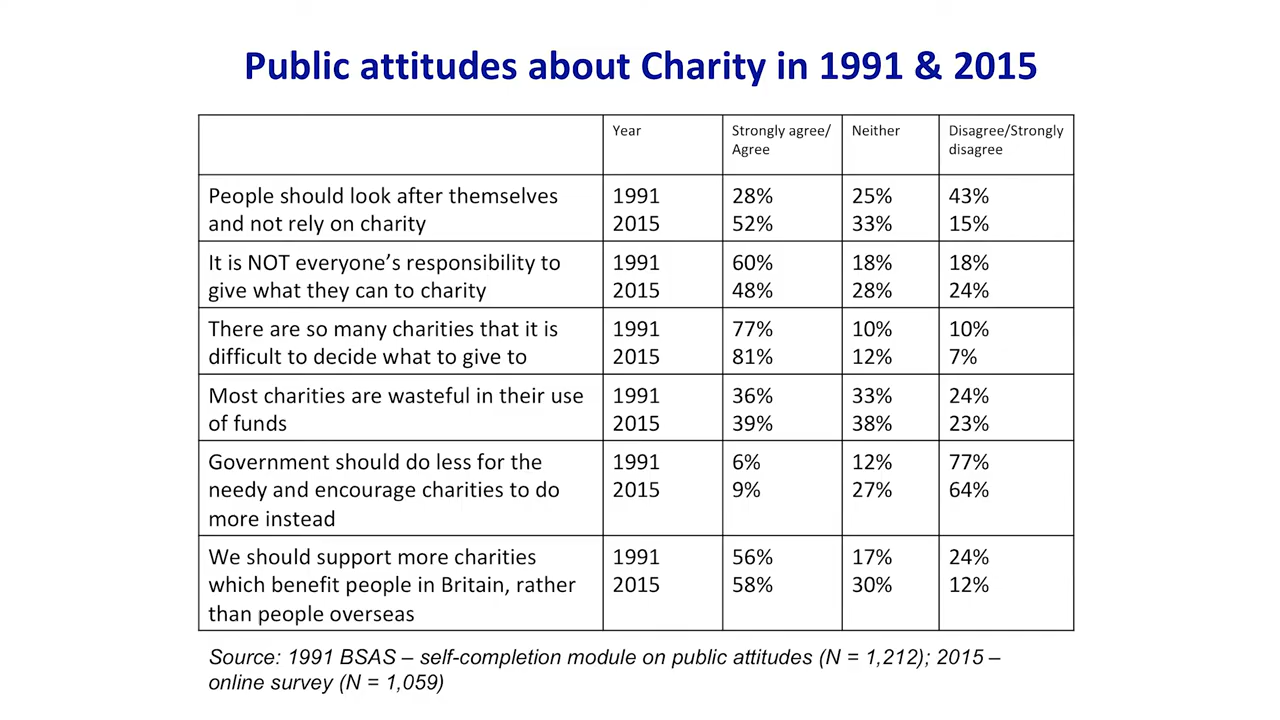 Public attitudes about Charity in 1991 & 2015
Year
Strongly agree/
Agree
Neither
Disagree/Strongly
disagree
People should look after themselves 1991 28% 25% 43%
and not rely on charity 2015 52% 33% 15%
It is NOT everyone’s responsibility to 1991 60% 18% 18%
give what they can to charity 2015 48% 28% 24%
There are so many charities that it is 1991 77% 10% 10%
difficult to decide what to give to 2015 81% 12% 7%
Most charities are wasteful in their use 1991 36% 33% 24%
of funds 2015 39% 38% 23%
Government should do less for the 1991 6% 12% 77%
needy and encourage charities to do 2015 9% 27% 64%
more instead
We should support more charities 1991 56% 17% 24%
which benefit people in Britain, rather 2015 58% 30% 12%
than people overseas
Source: 1991 BSAS – self-completion module on public attitudes (N = 1,212); 2015 –
online survey (N = 1,059)